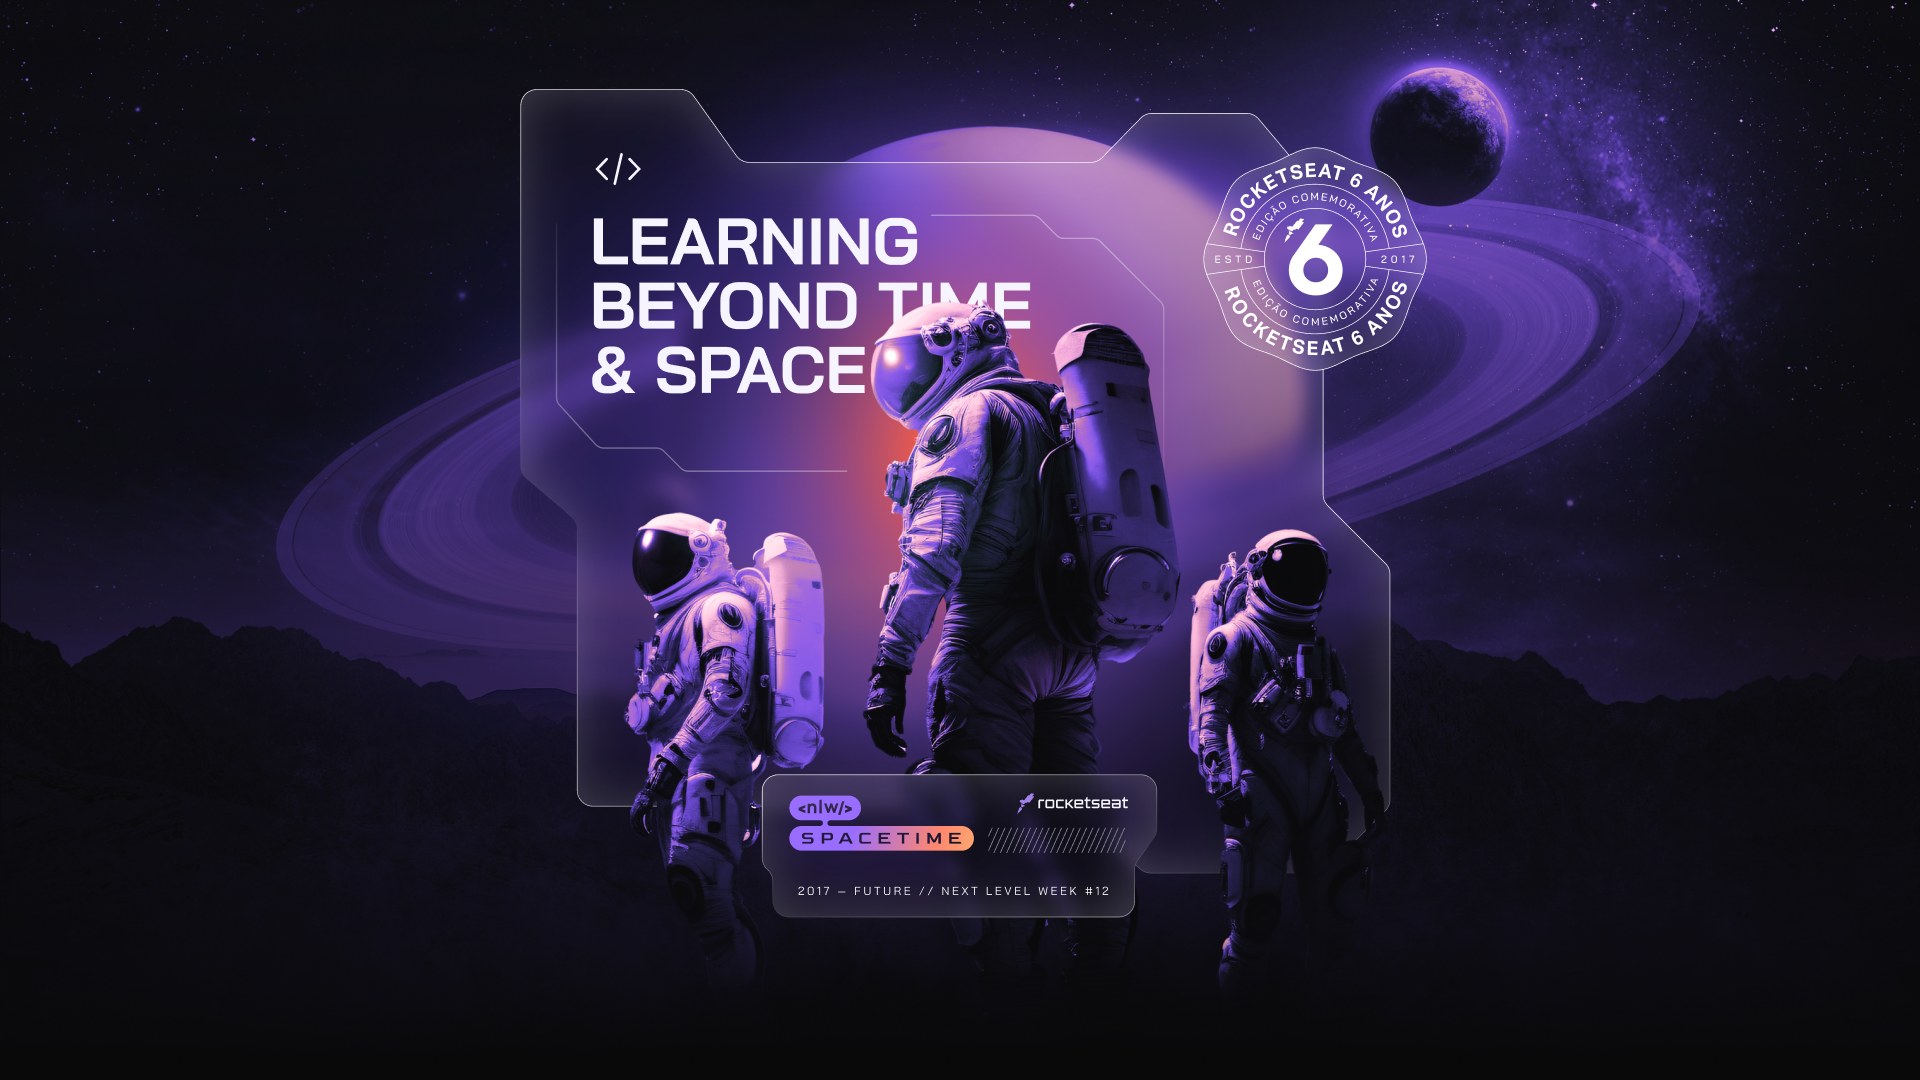 </>
LEARNING
BEYOND TIME
& SPACE
ROCKETSEAT 6 ANOS
EDIÇÃO COMEMORATIVA
ESTD
6
2017
EDIÇÃO COMEMORATIVA
ROCKETSEAT 6 ANOS
<nlw/>
rocketseat
SPACETIME
2017 — FUTURE // NEXT LEVEL WEEK #12